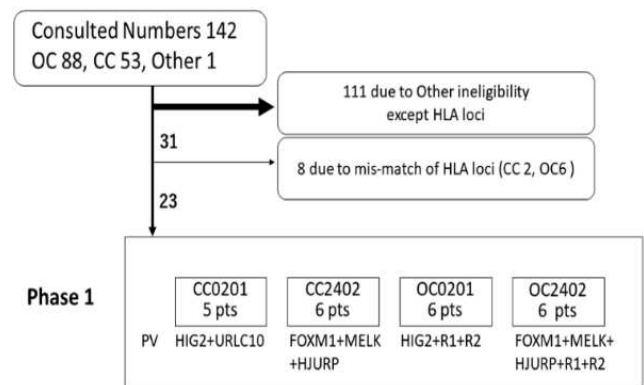 Consulted Numbers 142
OC 88, CC 53, Other 1
111 due to Other ineligibility
except HLA loci
31
8 due to mis-match of HLA loci (CC 2, OC6 )
23
Phase 1
CC0201
5 pts
CC2402
6 pts
OC0201
6 pts
OC2402
6 pts
PV
HIG2+URLC10
FOXM1+MELK
+HJURP
HIG2+R1+R2
FOXM1+MELK+
HJURP+R1+R2